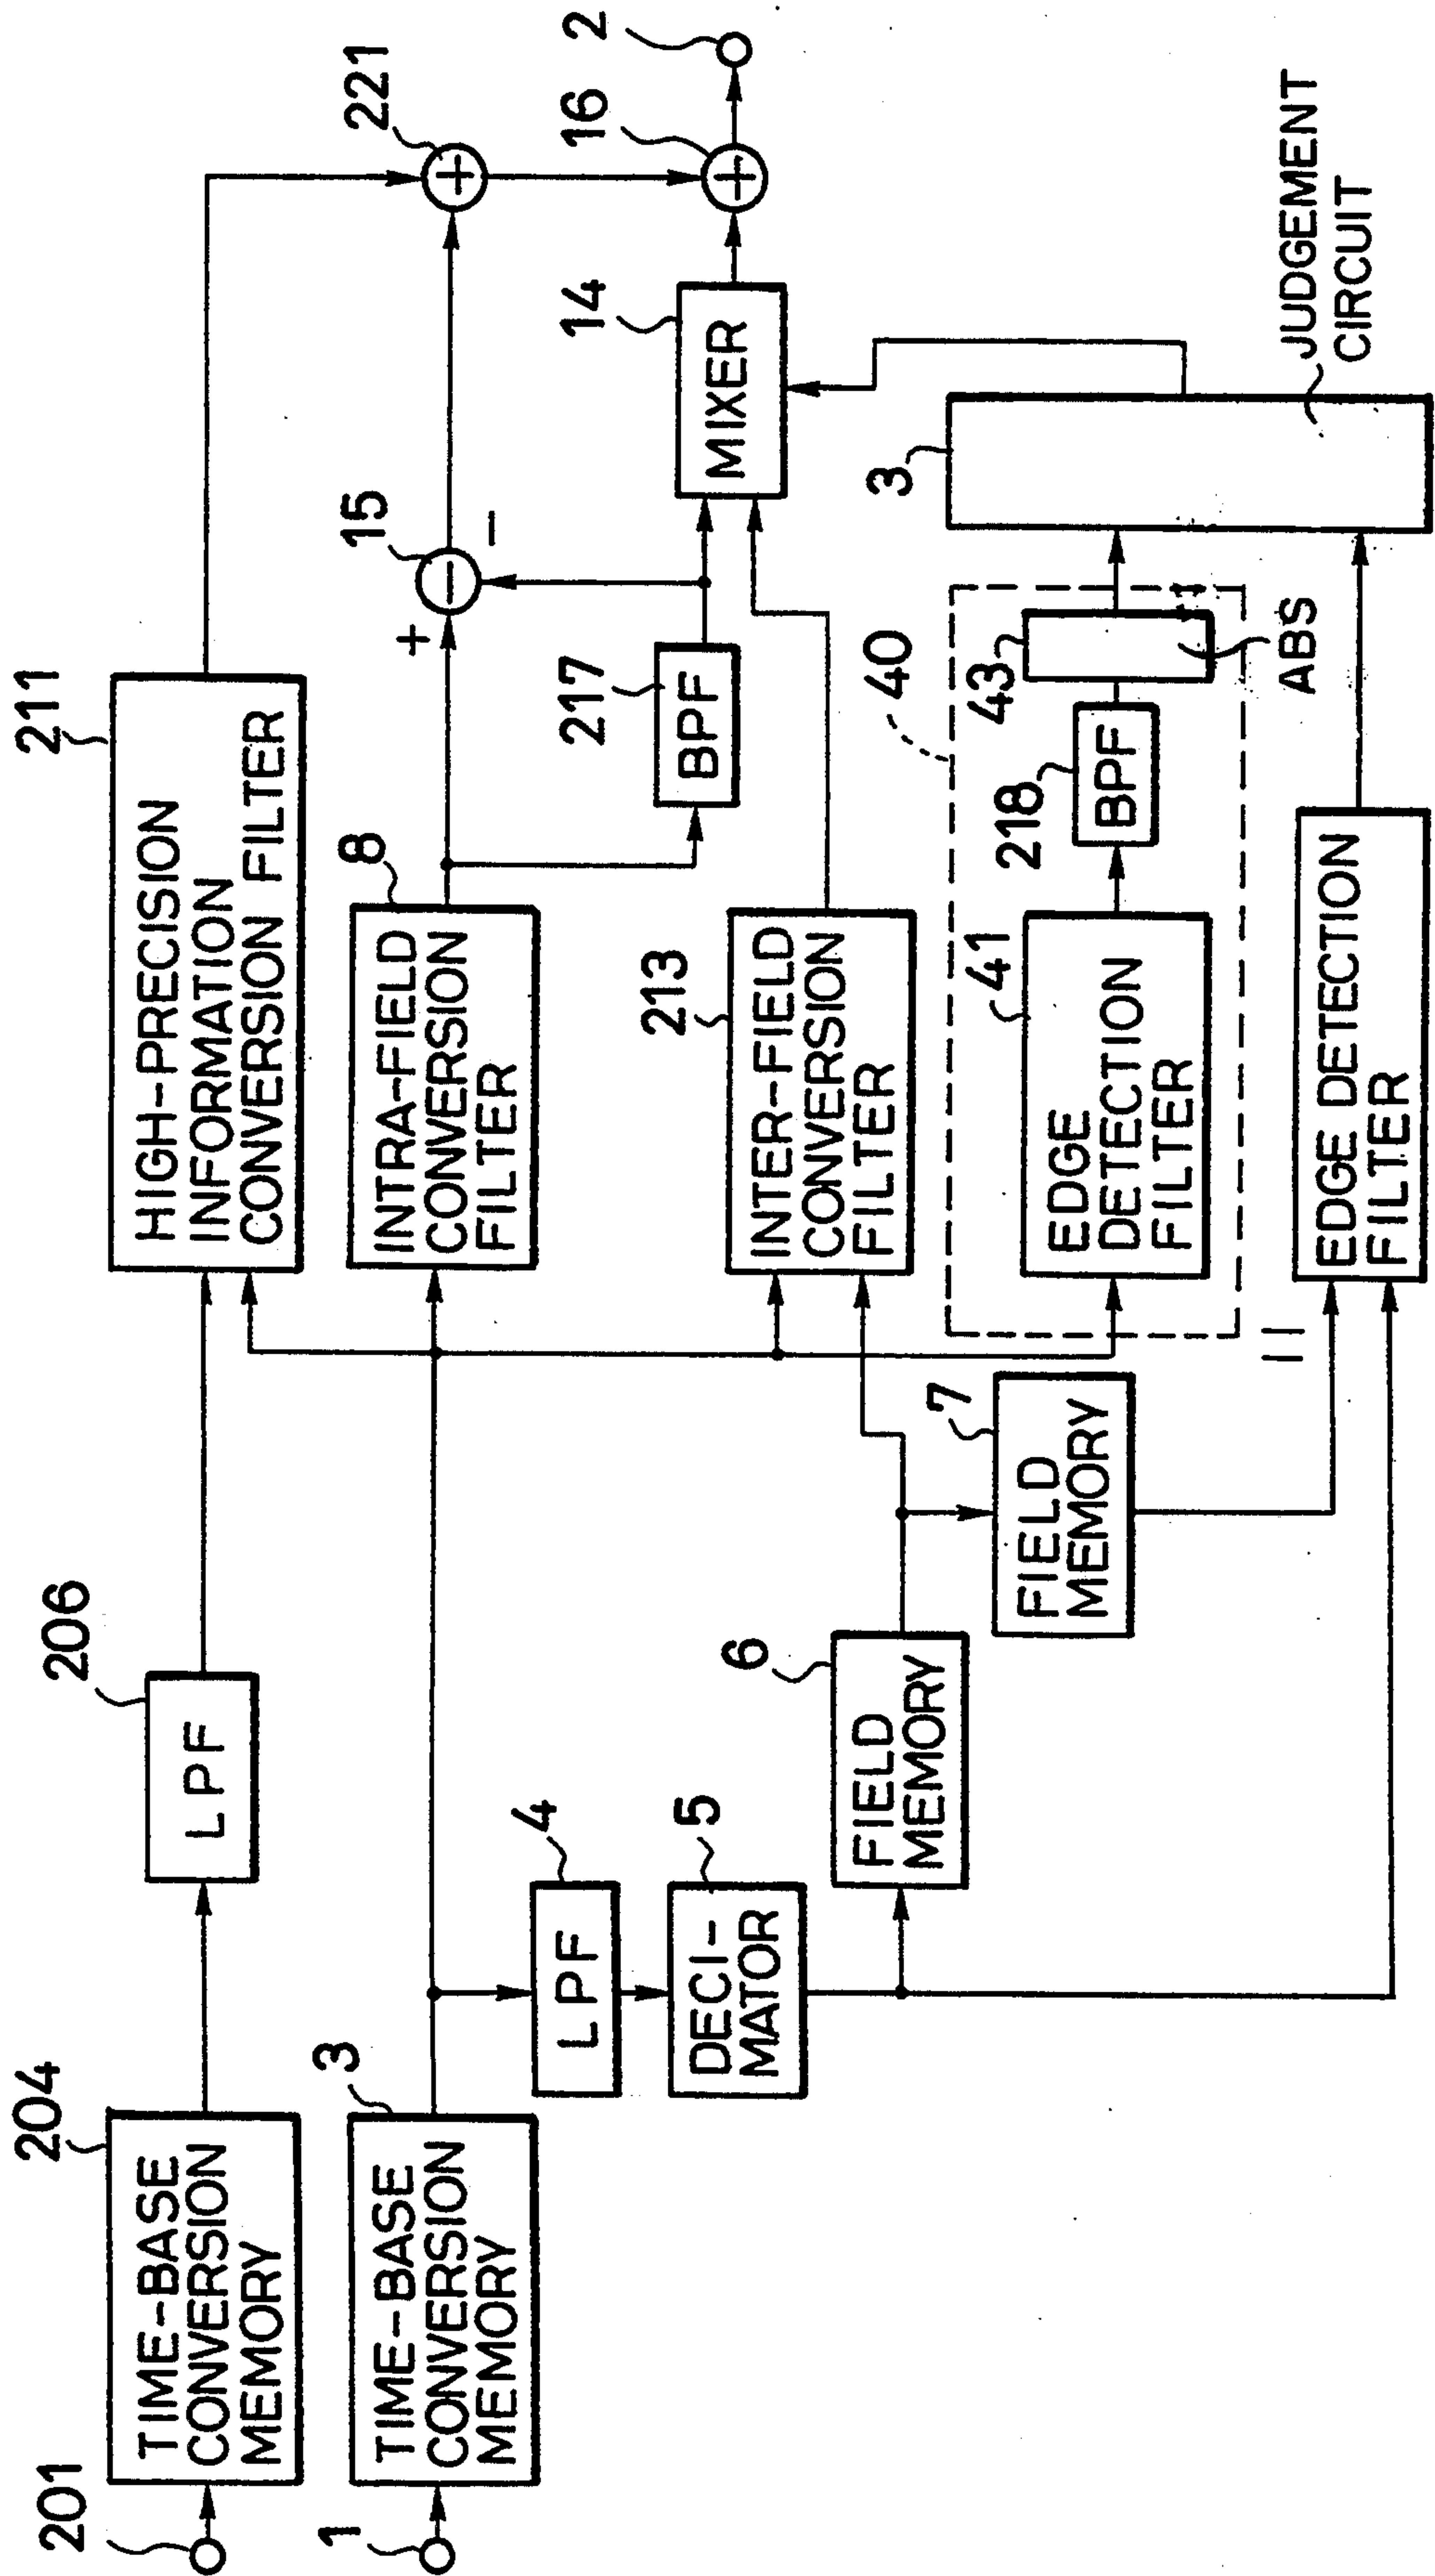 201
TIME-BASE
CONVERSION
MEMORY
204
LPF
206
HIGH-PRECISION
INFORMATION
CONVERSION FILTER
211
+
221
1
TIME-BASE
CONVERSION
MEMORY
3
INTRA-FIELD
CONVERSION
FILTER
8
+
−
−
15
LPF
4
DECI-
MATOR
5
BPF
217
MIXER
14
+
16
2
FIELD
MEMORY
6
INTER-FIELD
CONVERSION
FILTER
213
FIELD
MEMORY
7
40
EDGE
DETECTION
FILTER
41
BPF
218
43
ABS
3
JUDGEMENT
CIRCUIT
11
EDGE DETECTION
FILTER